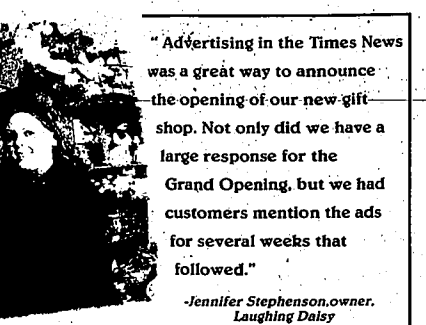 “Advertising in the Times News
was a great way to announce
the opening of our new gift
shop. Not only did we have a
large response for the
Grand Opening, but we had
customers mention the ads
for several weeks that
followed.”
-Jennifer Stephenson,owner,
Laughing Daisy